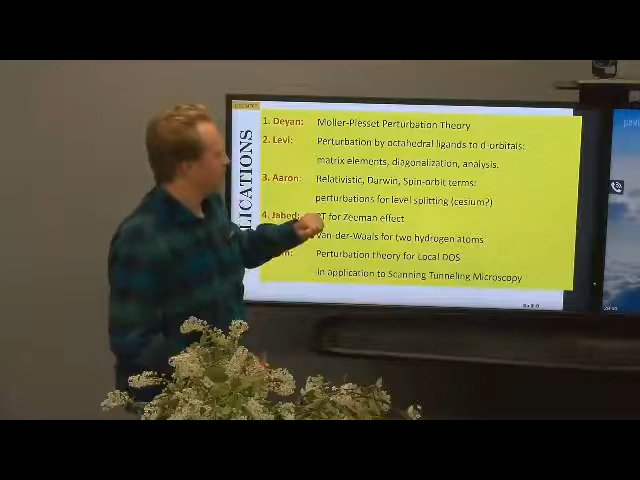 LICATIONS
1. Deyan: Moller-Plesset Perturbation Theory
2. Levi: Perturbation by octahedral ligands to d-orbitals:
matrix elements, diagonalization, analysis.
3. Aaron: Relativistic, Darwin, Spin-orbit terms:
perturbations for level splitting (cesium?)
4. Jabed: PT for Zeeman effect
Van-der-Waals for two hydrogen atoms
Perturbation theory for Local DOS
in application to Scanning Tunneling Microscopy